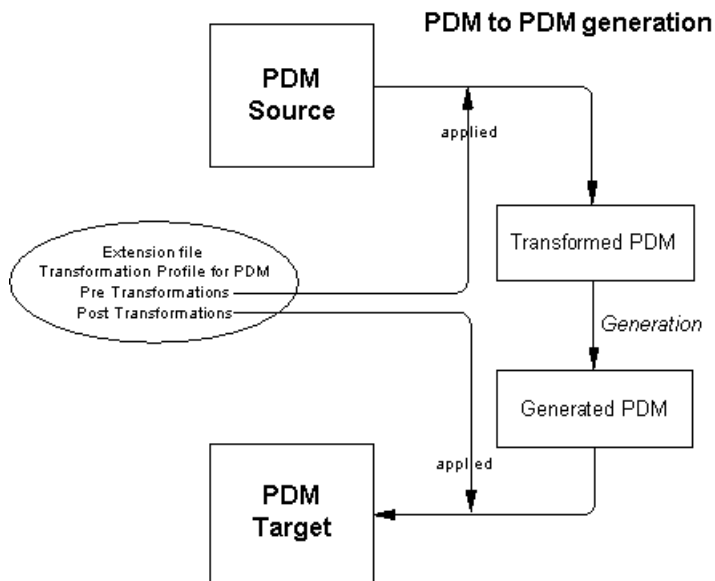 PDM to PDM generation
PDM
Source
applied
Transformed PDM
Extension file
Transformation Profile for PDM
Pre Transformations
Post Transformations
Generation
Generated PDM
applied
PDM
Target